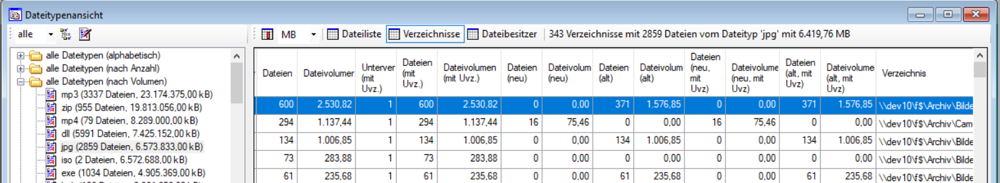 Dateitypenansicht
alle
MB Dateiliste Verzeichnisse Dateibesitzer 343 Verzeichnisse mit 2859 Dateien vom Dateityp 'jpg' mit 6.419,76 MB
alle Dateitypen (alphabetisch)
alle Dateitypen (nach Anzahl)
alle Dateitypen (nach Volumen)
mp3 (3337 Dateien, 23.174.375,00 kB)
zip (955 Dateien, 19.813.056,00 kB)
mp4 (79 Dateien, 8.289.000,00 kB)
dll (5991 Dateien, 7.425.152,00 kB)
jpg (2859 Dateien, 6.573.833,00 kB)
iso (2 Dateien, 6.572.688,00 kB)
exe (1034 Dateien, 4.905.369,00 kB)
Dateien Dateivolumer Unterver (mit Uvz.) Dateien (mit Uvz.) Dateivolumen (mit Uvz.) Dateien (neu) Dateivolum (neu) Dateien (alt) Dateivolum (alt) Dateien (neu, mit Uvz) Dateivolume (neu, mit Uvz) Dateien (alt, mit Uvz) Dateivolume (alt, mit Uvz) Verzeichnis
600 2.530,82 1 600 2.530,82 0 0,00 371 1.576,85 0 0,00 371 1.576,85 \\dev10\f$\Archiv\Bilde
294 1.137,44 1 294 1.137,44 16 75,46 0 0,00 16 75,46 0 0,00 \\dev10\f$\Archiv\Cam
134 1.006,85 1 134 1.006,85 0 0,00 134 1.006,85 0 0,00 134 1.006,85 \\dev10\f$\Archiv\Bilde
73 283,88 1 73 283,88 0 0,00 0 0,00 0 0,00 0 0,00 \\dev10\f$\Archiv\Bilde
61 235,68 1 61 235,68 0 0,00 61 235,68 0 0,00 61 235,68 \\dev10\f$\Archiv\Bilde